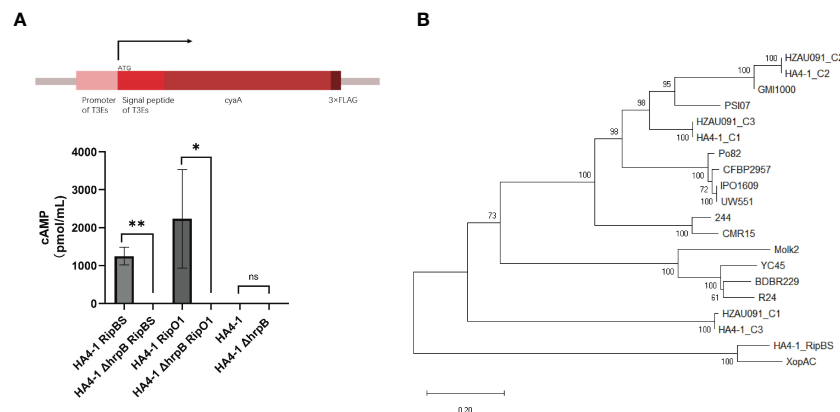 A
ATG
Promoter
of T3Es
Signal peptide
of T3Es
cyaA
3×FLAG
cAMP
(pmol/mL)
4000
3000
2000
1000
0
**
*
ns
HA4-1 RipBS
HA4-1 ΔhrpB RipBS
HA4-1 RipO1
HA4-1 ΔhrpB RipO1
HA4-1
HA4-1 ΔhrpB
B
HZAU091_C2
100
HA4-1_C2
95
100
GMI1000
98
PSI07
HZAU091_C3
98
100
HA4-1_C1
Po82
100
CFBP2957
100
72
IPO1609
100
UW551
73
244
100
CMR15
Molk2
YC45
100
100
BDBR229
61
R24
HZAU091_C1
100
HA4-1_C3
HA4-1_RipBS
100
XopAC
0.20